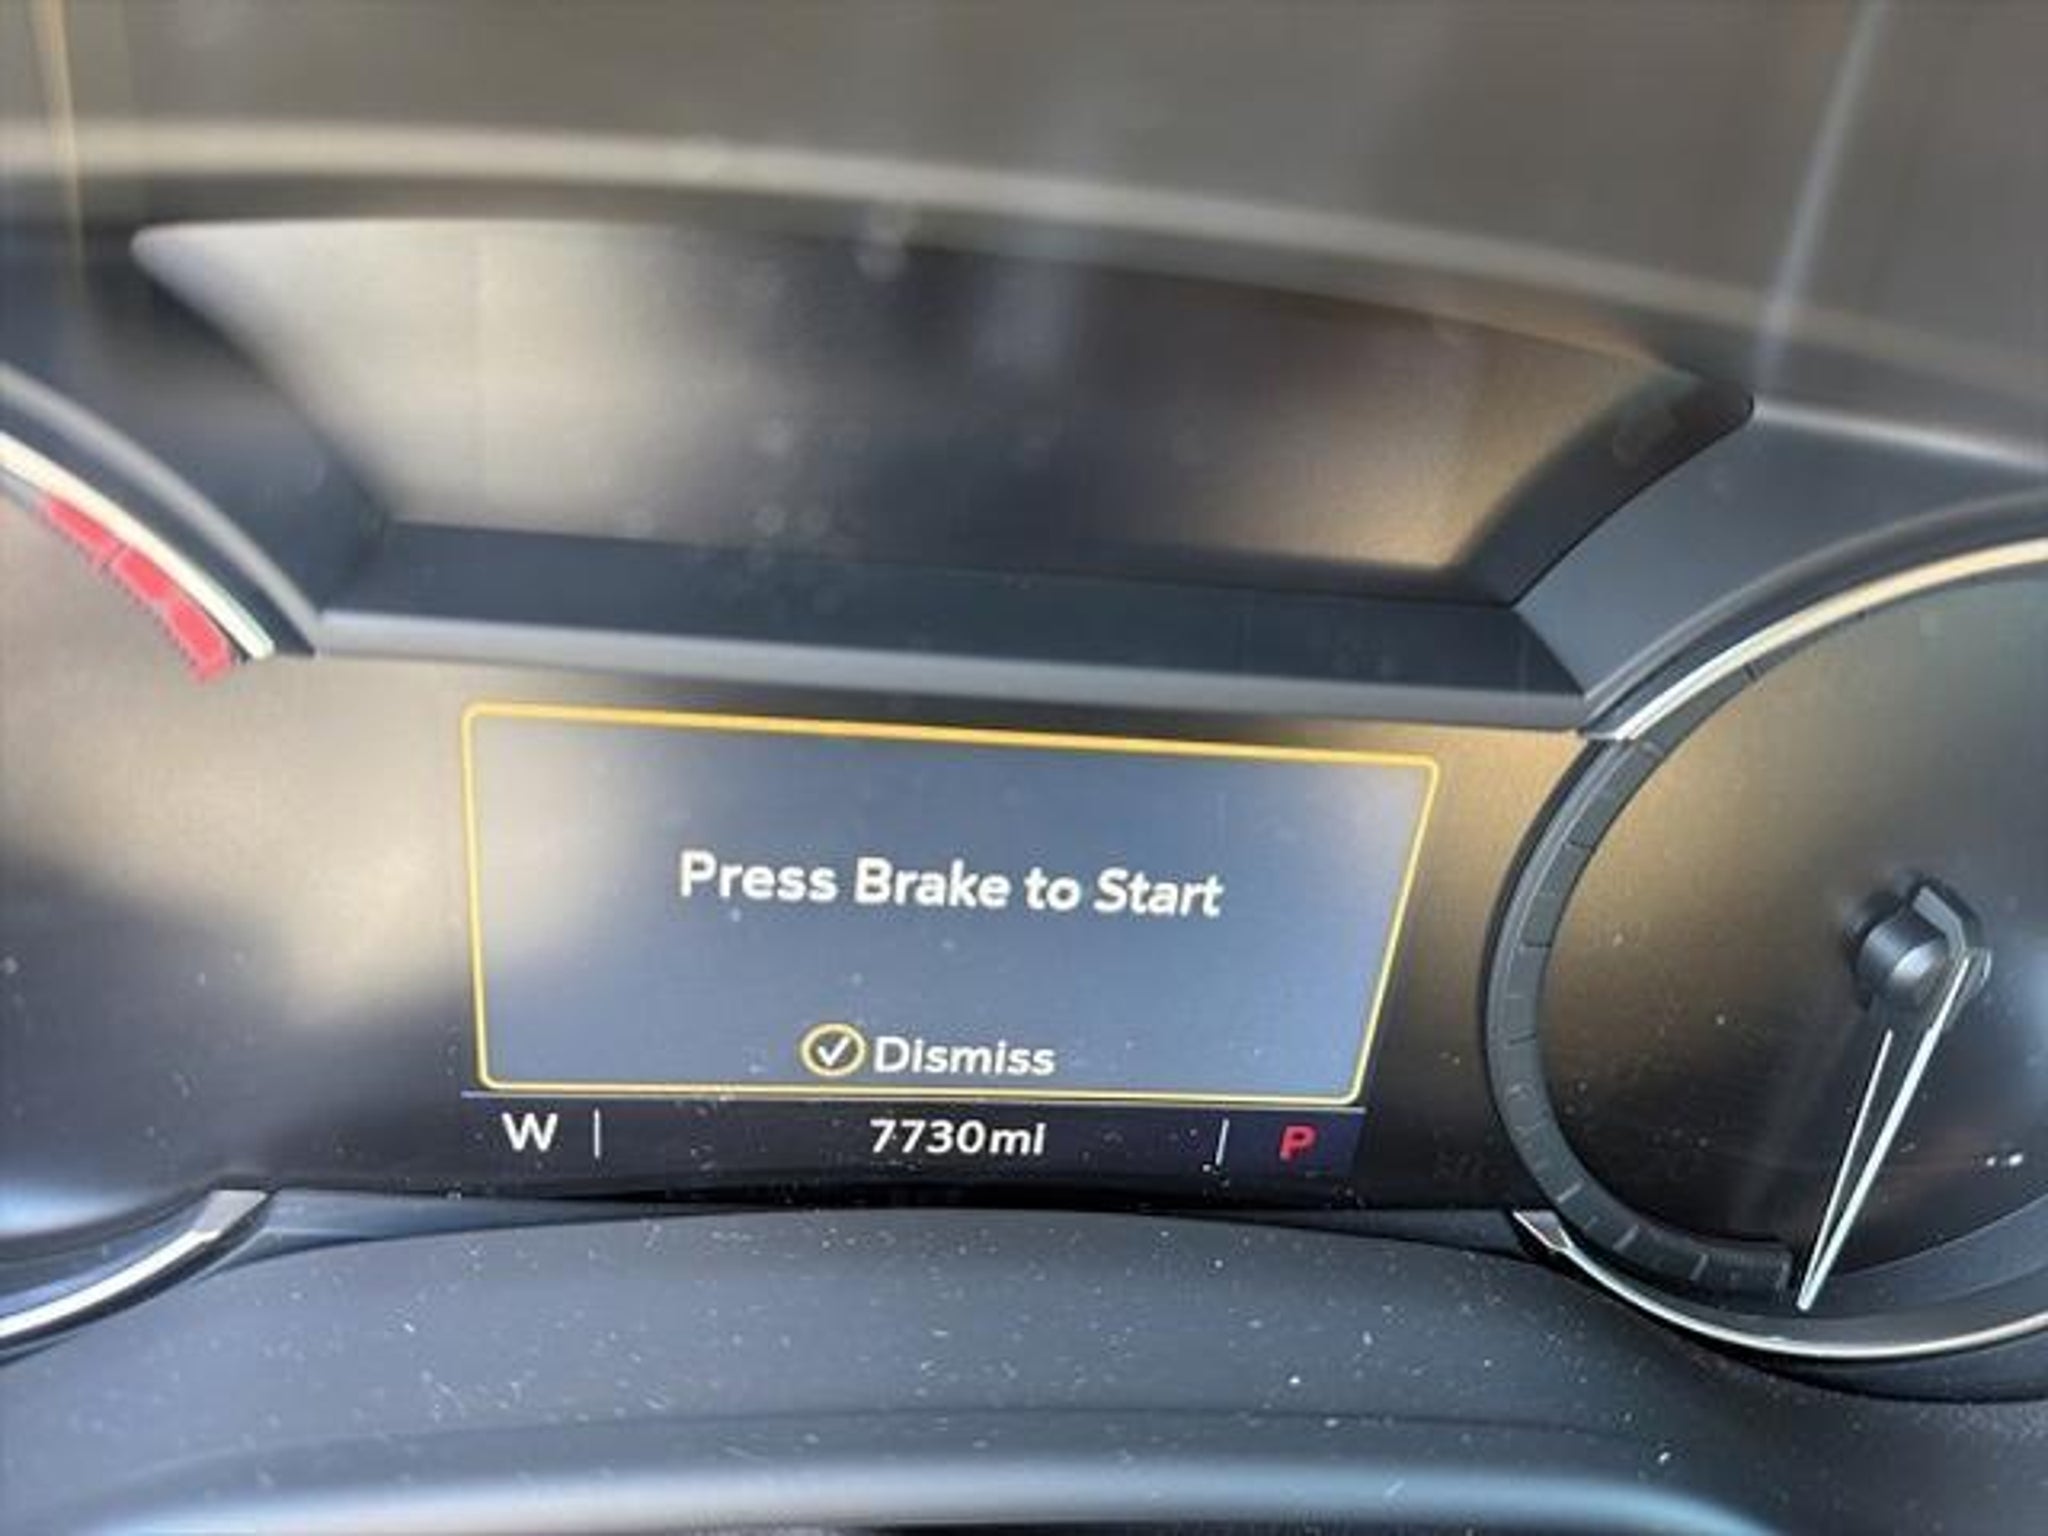 Press Brake to Start
Dismiss
W 7730mi P